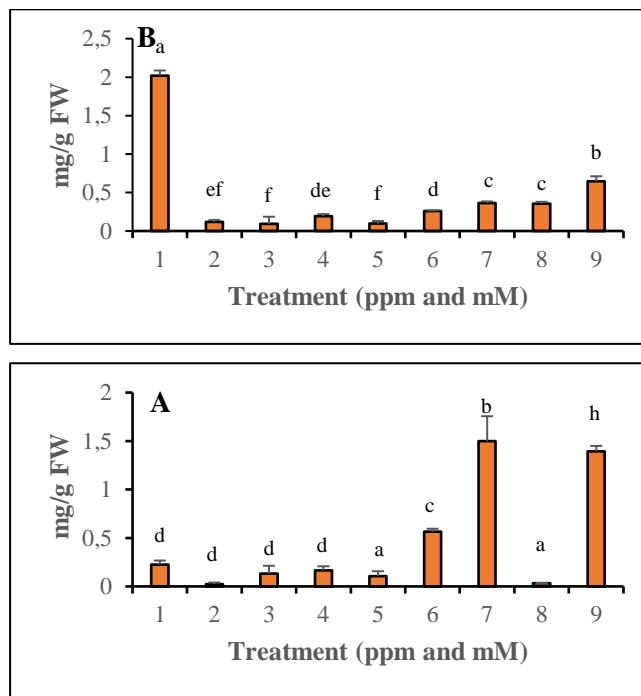 B
a
2,5
2
1,5
1
0,5
0
mg/g FW
ef
f
de
f
d
c
c
b
1 2 3 4 5 6 7 8 9
Treatment (ppm and mM)
A
2
1,5
1
0,5
0
mg/g FW
d
d
d
d
a
c
b
a
h
1 2 3 4 5 6 7 8 9
Treatment (ppm and mM)